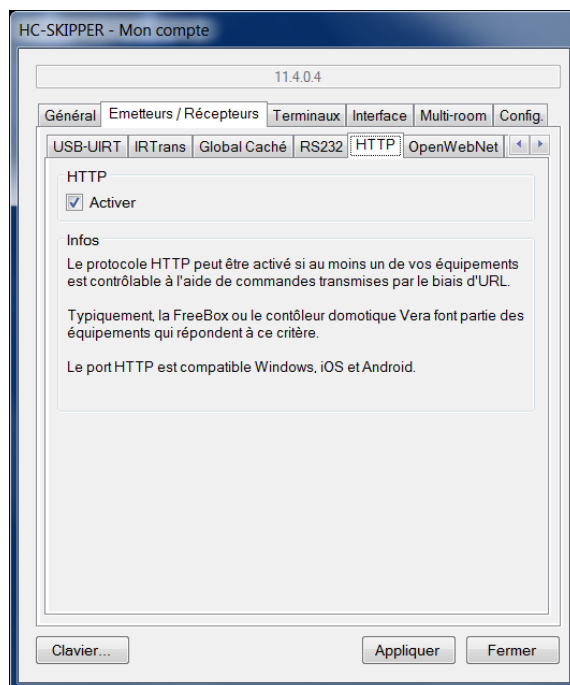 HC-SKIPPER - Mon compte
11.4.0.4
Général Emetteurs / Récepteurs Terminaux Interface Multi-room Config.
USB-UIRT IRTrans Global Caché RS232 HTTP OpenWebNet
HTTP
Activer
Infos
Le protocole HTTP peut être activé si au moins un de vos équipements
est contrôlable à l'aide de commandes transmises par le biais d'URL.
Typiquement, la FreeBox ou le contôleur domotique Vera font partie des
équipements qui répondent à ce critère.
Le port HTTP est compatible Windows, iOS et Android.
Clavier... Appliquer Fermer